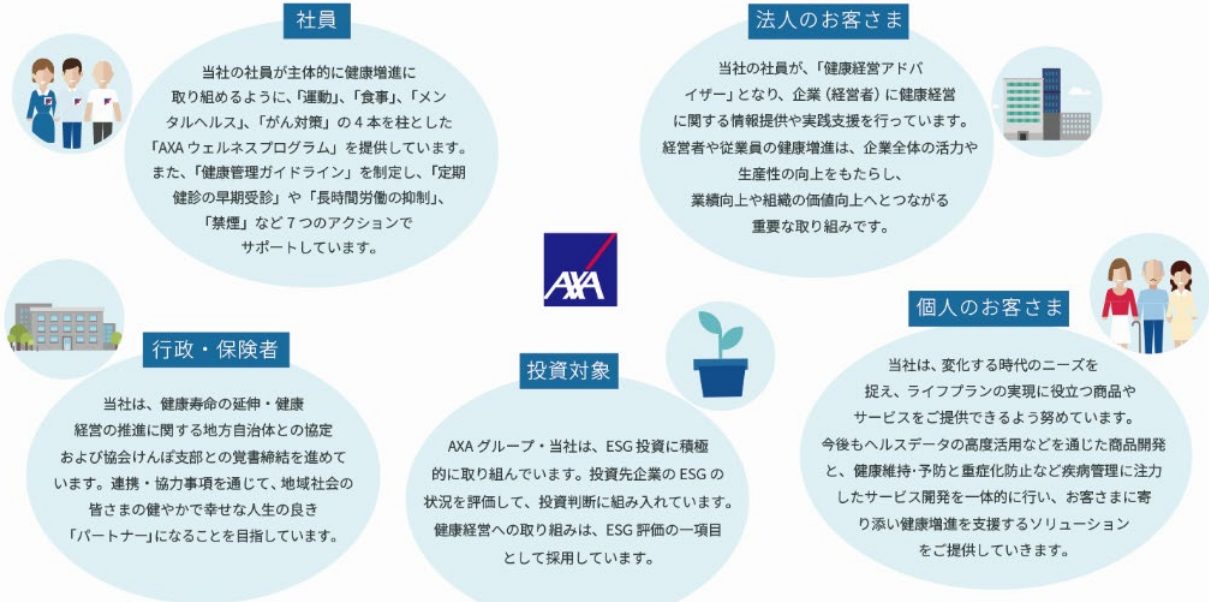 社員
当社の社員が主体的に健康増進に
取り組めるように、「運動」、「食事」、「メン
タルヘルス」、「がん対策」の4本を柱とした
「AXAウェルネスプログラム」を提供しています。
また、「健康管理ガイドライン」を制定し、「定期
健診の早期受診」や「長時間労働の抑制」、
「禁煙」など7つのアクションで
サポートしています。
法人のお客さま
当社の社員が、「健康経営アドバ
イザー」となり、企業（経営者）に健康経営
に関する情報提供や実践支援を行っています。
経営者や従業員の健康増進は、企業全体の活力や
生産性の向上をもたらし、
業績向上や組織の価値向上へとつながる
重要な取り組みです。
AXA
行政・保険者
当社は、健康寿命の延伸・健康
経営の推進に関する地方自治体との協定
および協会けんぽ支部との覚書締結を進めて
います。連携・協力事項を通じて、地域社会の
皆さまの健やかで幸せな人生の良き
「パートナー」になることを目指しています。
投資対象
AXAグループ・当社は、ESG投資に積極
的に取り組んでいます。投資先企業のESGの
状況を評価して、投資判断に組み入れています。
健康経営への取り組みは、ESG評価の一項目
として採用しています。
個人のお客さま
当社は、変化する時代のニーズを
捉え、ライフプランの実現に役立つ商品や
サービスをご提供できるよう努めています。
今後もヘルスデータの高度活用などを通じた商品開発
と、健康維持・予防と重症化防止など疾病管理に注力
したサービス開発を一体的に行い、お客さまに寄
り添い健康増進を支援するソリューション
をご提供していきます。